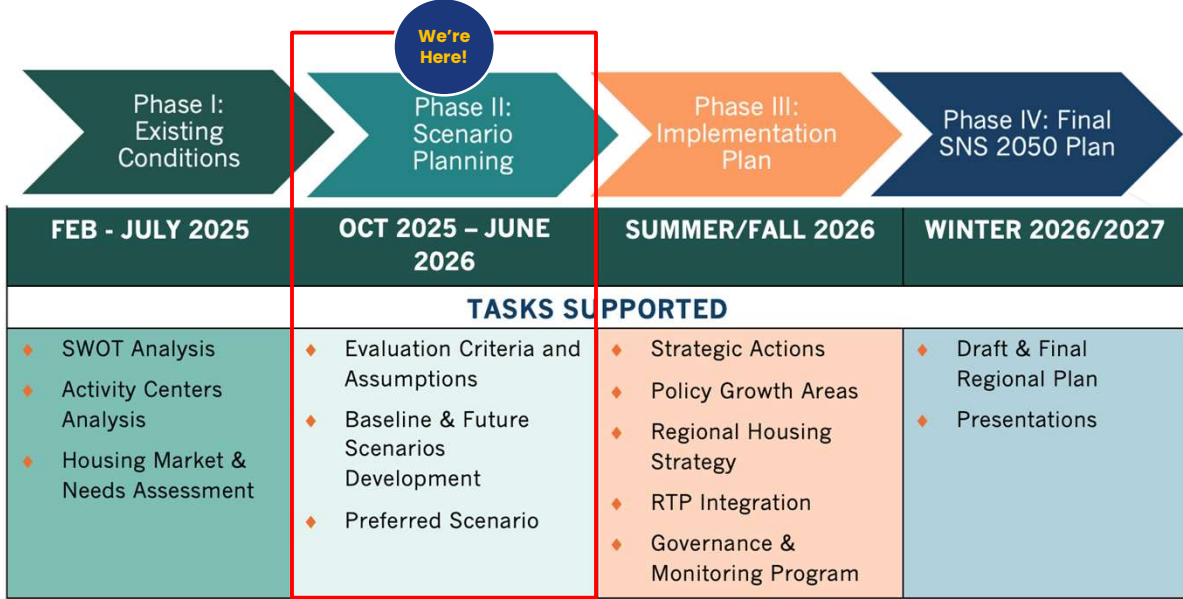 We're
Here!
Phase I:
Existing
Conditions
Phase II:
Scenario
Planning
Phase III:
Implementation
Plan
Phase IV: Final
SNS 2050 Plan
FEB - JULY 2025
OCT 2025 – JUNE
2026
SUMMER/FALL 2026
WINTER 2026/2027
TASKS SUPPORTED
SWOT Analysis
Activity Centers
Analysis
Housing Market &
Needs Assessment
Evaluation Criteria and
Assumptions
Baseline & Future
Scenarios
Development
Preferred Scenario
Strategic Actions
Policy Growth Areas
Regional Housing
Strategy
RTP Integration
Governance &
Monitoring Program
Draft & Final
Regional Plan
Presentations